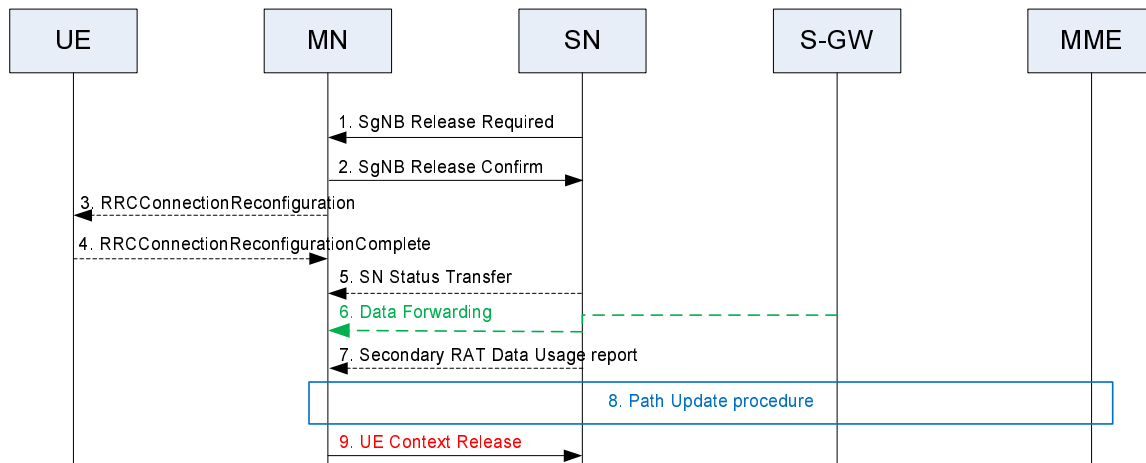 UE
MN
SN
S-GW
MME
1. SgNB Release Required
2. SgNB Release Confirm
3. RRCConnectionReconfiguration
4. RRCConnectionReconfigurationComplete
5. SN Status Transfer
6. Data Forwarding
7. Secondary RAT Data Usage report
8. Path Update procedure
9. UE Context Release